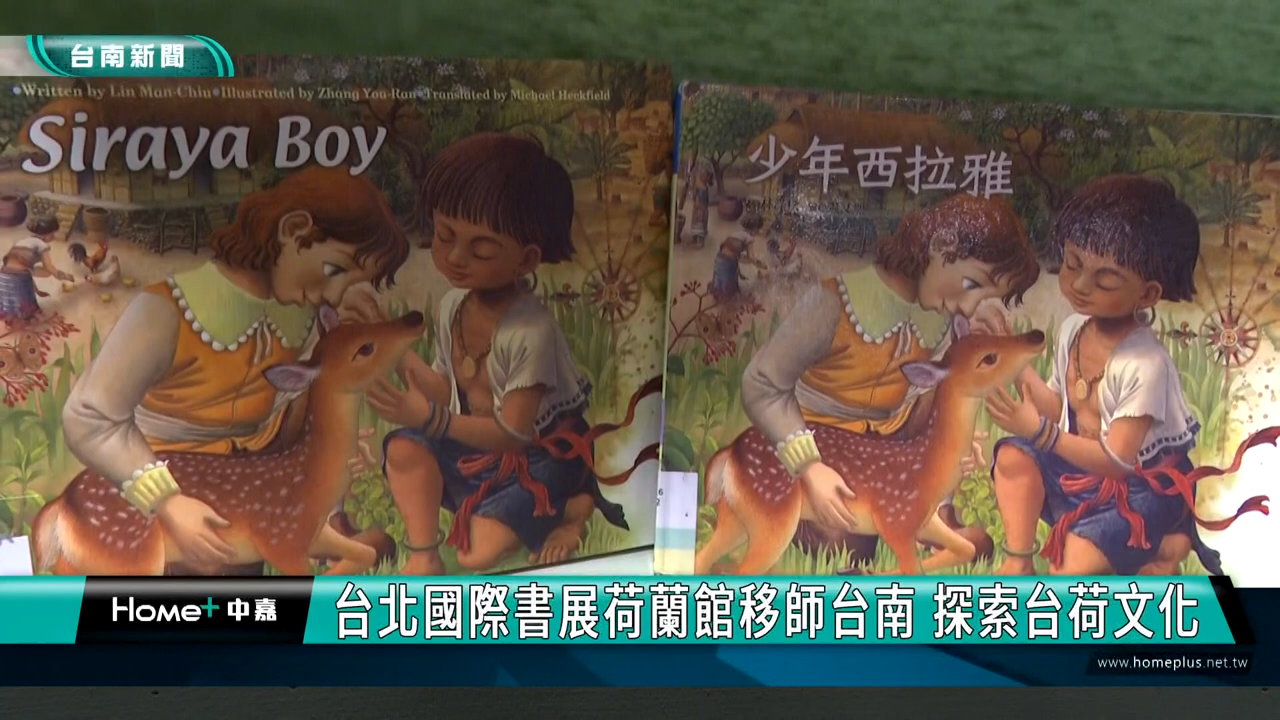 台南新聞
•Written by Lin Man-Chiu•Illustrated by Zhang You-Ran•Translated by Michael Heckfield
Siraya Boy
少年西拉雅
6
2
Home+ 中嘉
台北國際書展荷蘭館移師台南 探索台荷文化
www.homeplus.net.tw